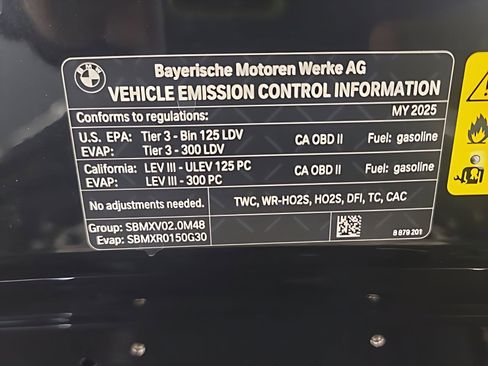 BMW
Bayerische Motoren Werke AG
VEHICLE EMISSION CONTROL INFORMATION
Conforms to regulations: MY 2025
U.S. EPA: Tier 3 - Bin 125 LDV CA OBD II Fuel: gasoline
EVAP: Tier 3 - 300 LDV
California: LEV III - ULEV 125 PC CA OBD II Fuel: gasoline
Evap: LEV III - 300 PC
No adjustments needed. TWC, WR-HO2S, HO2S, DFI, TC, CAC
Group: SBMXV02.0M48
Evap: SBMXR0150G30
8 879 201